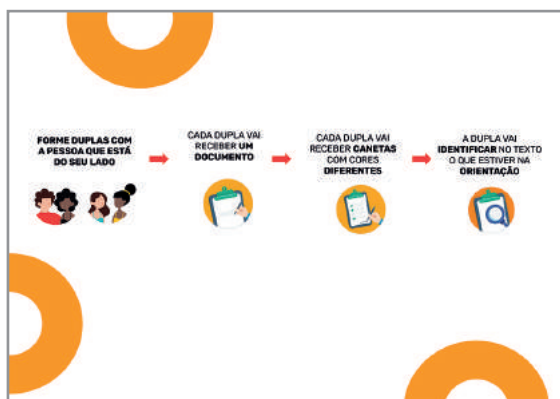 FORME DUPLAS COM
A PESSOA QUE ESTÁ
DO SEU LADO
CADA DUPLA VAI
RECEBER UM
DOCUMENTO
CADA DUPLA VAI
RECEBER CANETAS
COM CORES
DIFERENTES
A DUPLA VAI
IDENTIFICAR NO TEXTO
O QUE ESTIVER NA
ORIENTAÇÃO